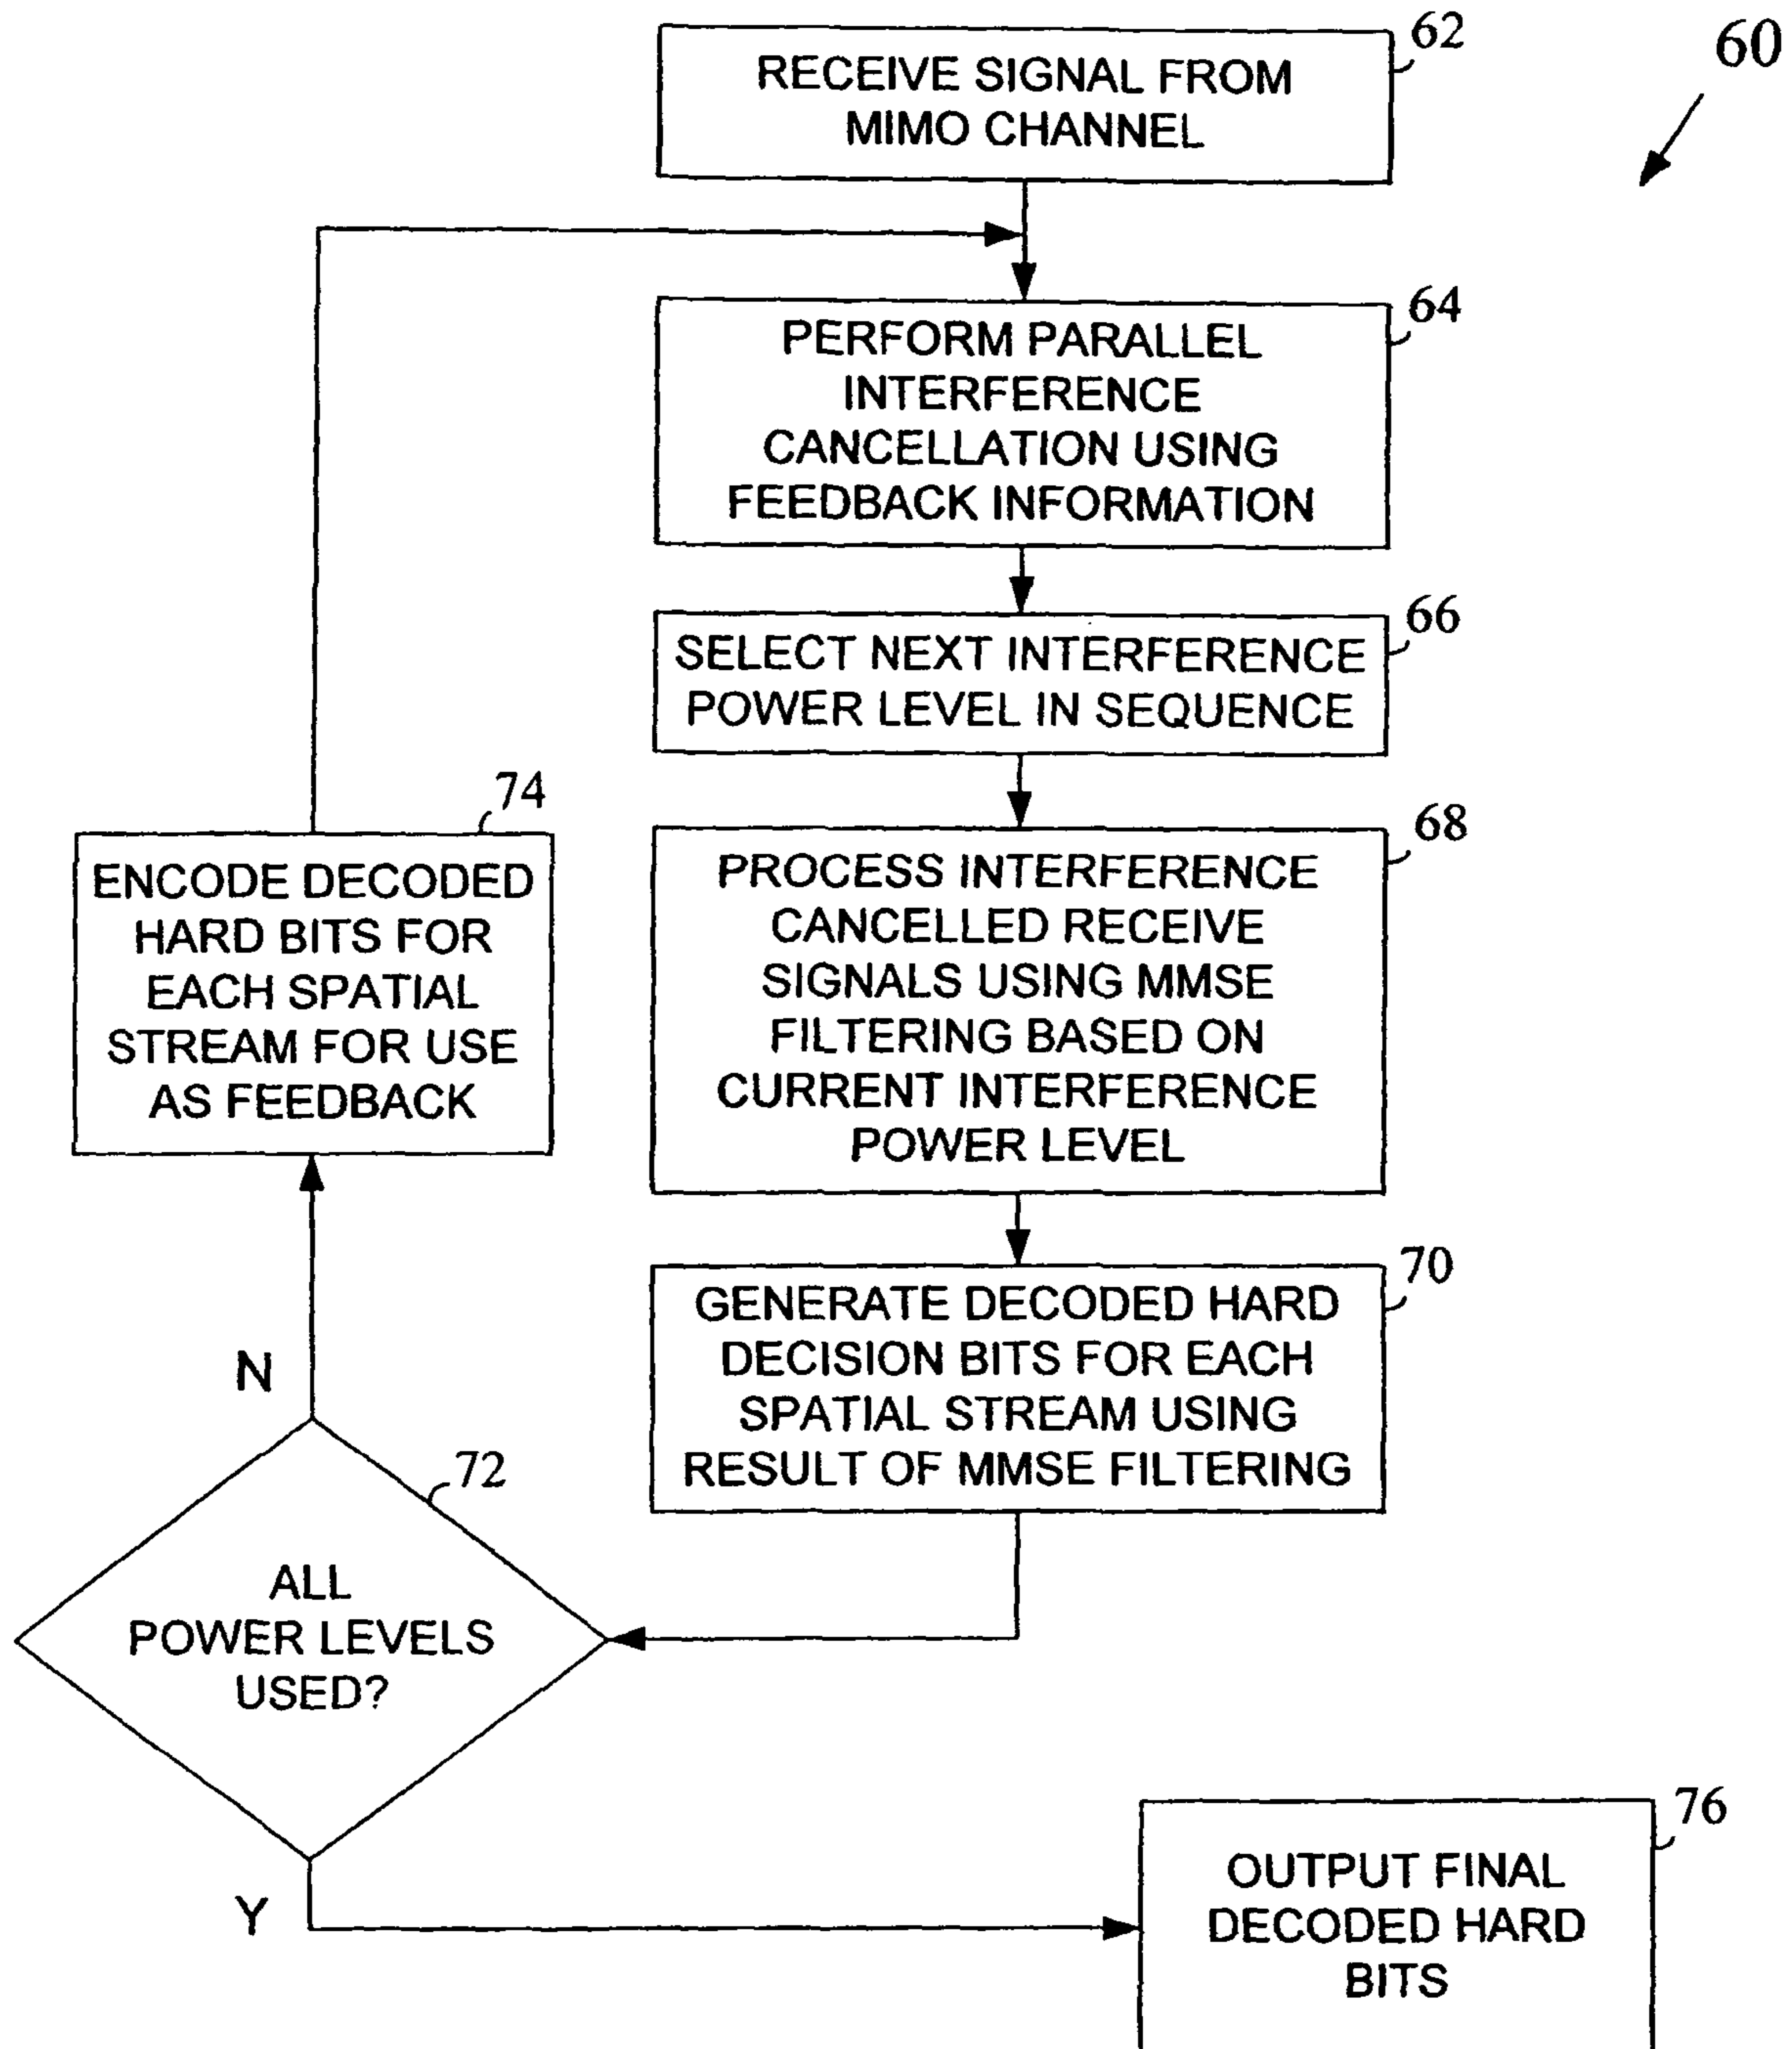 60
62
RECEIVE SIGNAL FROM
MIMO CHANNEL
64
PERFORM PARALLEL
INTERFERENCE
CANCELLATION USING
FEEDBACK INFORMATION
66
SELECT NEXT INTERFERENCE
POWER LEVEL IN SEQUENCE
68
PROCESS INTERFERENCE
CANCELLED RECEIVE
SIGNALS USING MMSE
FILTERING BASED ON
CURRENT INTERFERENCE
POWER LEVEL
70
GENERATE DECODED HARD
DECISION BITS FOR EACH
SPATIAL STREAM USING
RESULT OF MMSE FILTERING
72
ALL
POWER LEVELS
USED?
N
74
ENCODE DECODED
HARD BITS FOR
EACH SPATIAL
STREAM FOR USE
AS FEEDBACK
Y
76
OUTPUT FINAL
DECODED HARD
BITS